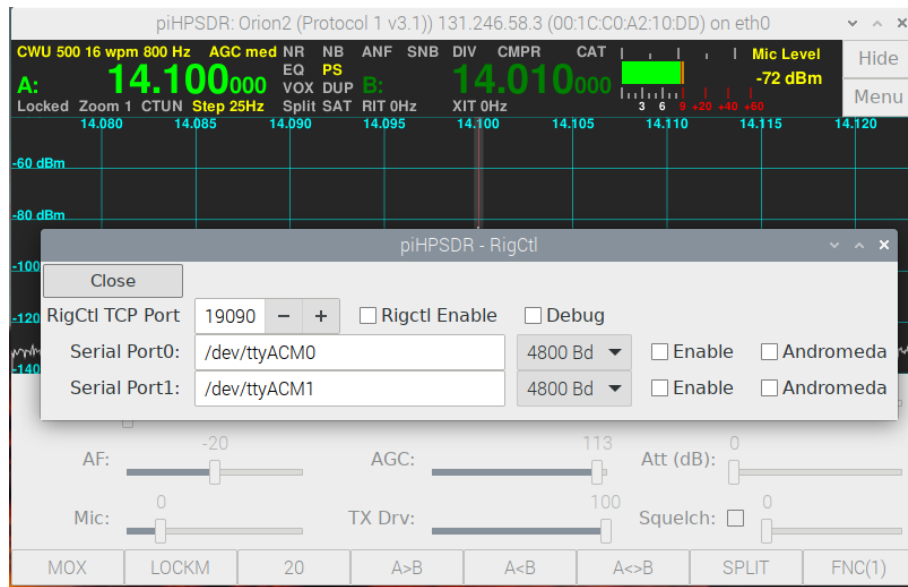 piHPSDR: Orion2 (Protocol 1 v3.1)) 131.246.58.3 (00:1C:C0:A2:10:DD) on eth0
CWU 500 16 wpm 800 Hz AGC med NR NB ANF SNB DIV CMPR CAT Mic Level
Hide
EQ PS
A: 14.100000 VOX DUP B: 14.010000 -72 dBm
Menu
Locked Zoom 1 CTUN Step 25Hz Split SAT RIT 0Hz XIT 0Hz 3 6 9 +20 +40 +60
14.080 14.085 14.090 14.095 14.100 14.105 14.110 14.115 14.120
-60 dBm
-80 dBm
piHPSDR - RigCtl
-100
Close
-120
RigCtl TCP Port 19090 − + Rigctl Enable Debug
Serial Port0: /dev/ttyACM0 4800 Bd Enable Andromeda
-140
Serial Port1: /dev/ttyACM1 4800 Bd Enable Andromeda
-20 113 0
AF: AGC: Att (dB):
0 100 0
Mic: TX Drv: Squelch:
MOX LOCKM 20 A>B A<B A<>B SPLIT FNC(1)